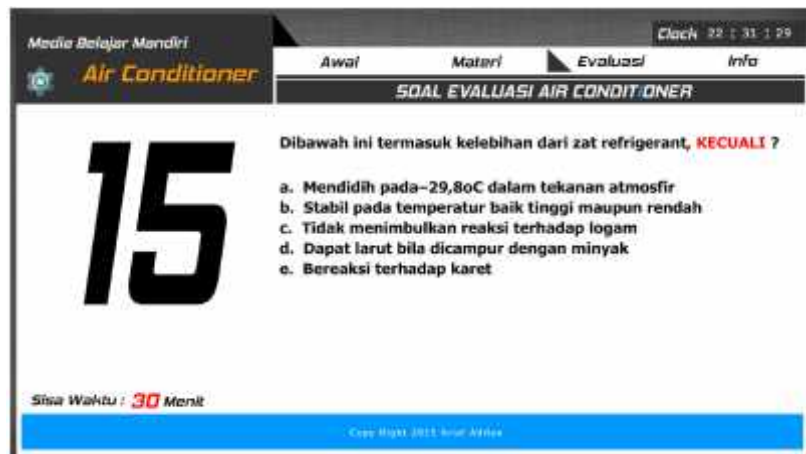 Media Belajar Mandiri
Clock 22 : 31 : 29
Air Conditioner
Awal Materi Evaluasi Info
SOAL EVALUASI AIR CONDITIONER
15
Dibawah ini termasuk kelebihan dari zat refrigerant, KECUALI ?
a. Mendidih pada–29,8oC dalam tekanan atmosfir
b. Stabil pada temperatur baik tinggi maupun rendah
c. Tidak menimbulkan reaksi terhadap logam
d. Dapat larut bila dicampur dengan minyak
e. Bereaksi terhadap karet
Sisa Waktu : 30 Menit
Copy Right